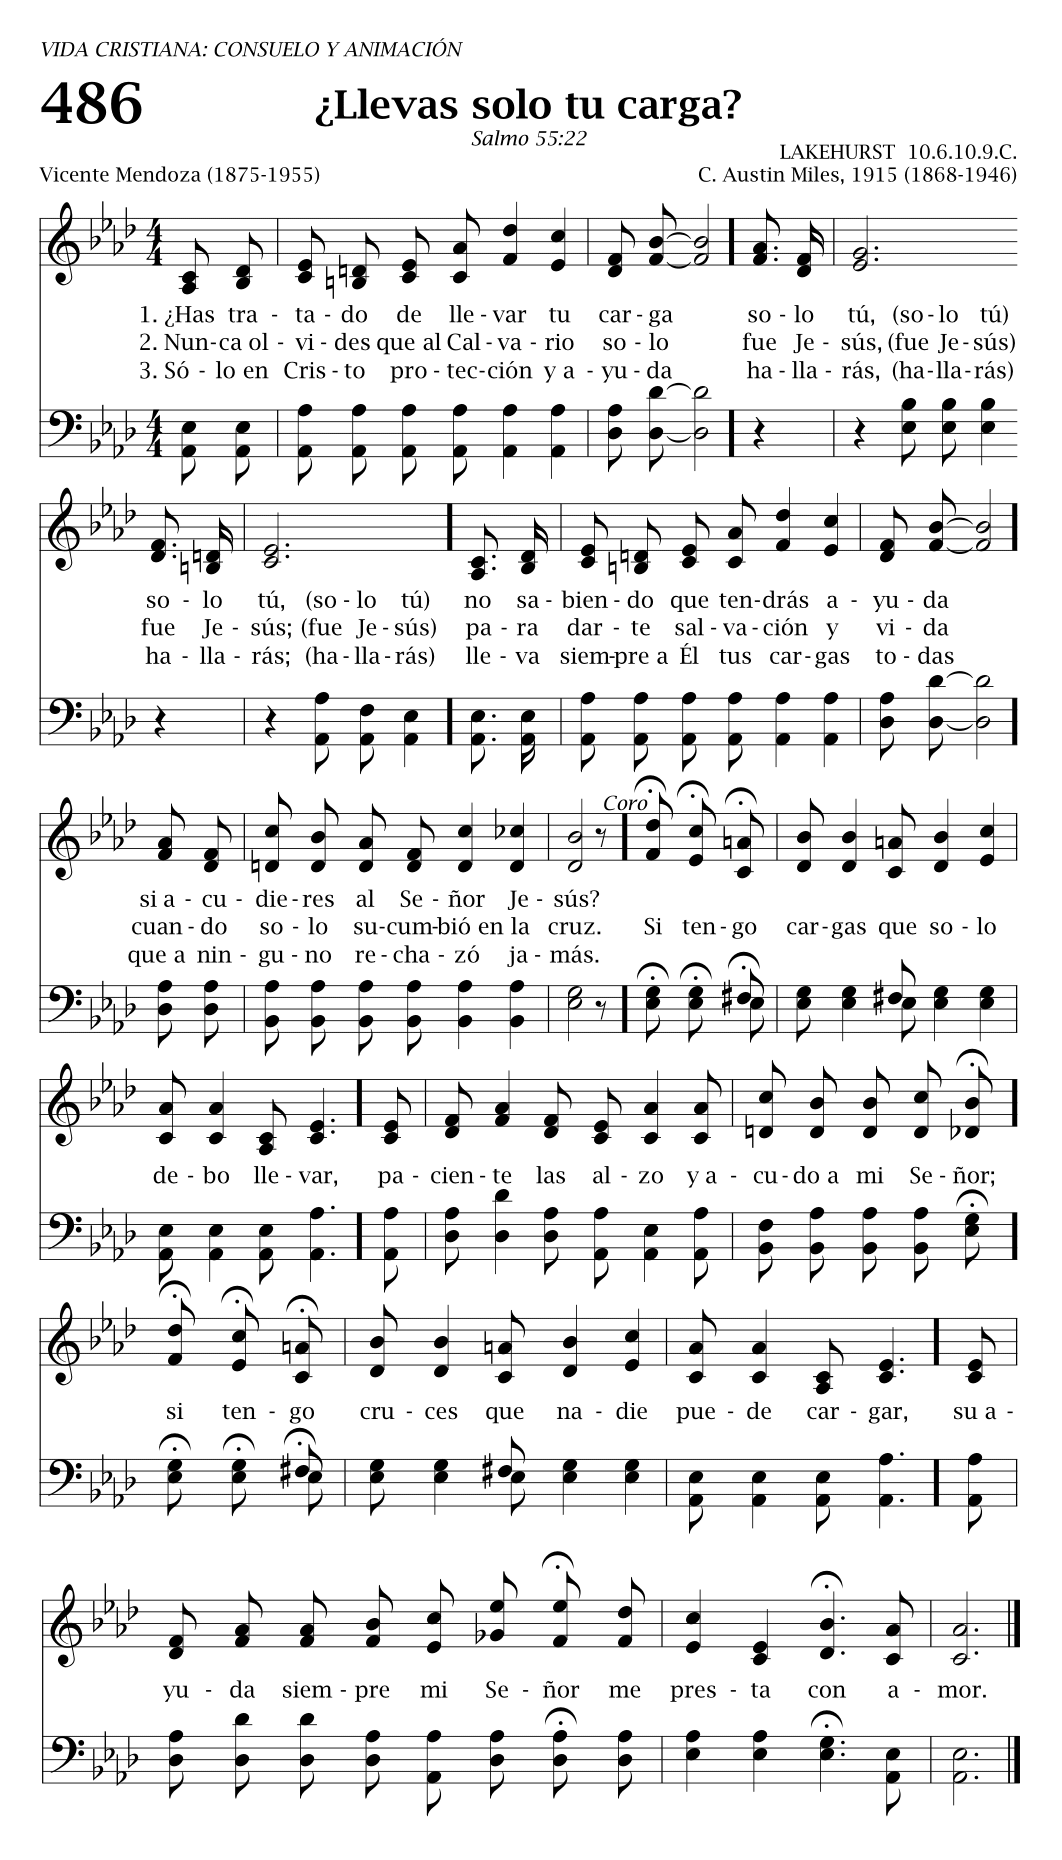 VIDA CRISTIANA: CONSUELO Y ANIMACIÓN
486
¿Llevas solo tu carga?
Salmo 55:22
LAKEHURST 10.6.10.9.C.
Vicente Mendoza (1875-1955)
C. Austin Miles, 1915 (1868-1946)
1. ¿Has tra - ta - do de lle - var tu car - ga so - lo tú, (so - lo tú)
2. Nun - ca ol - vi - des que al Cal - va - rio so - lo fue Je - sús, (fue Je - sús)
3. Só - lo en Cris - to pro - tec - ción y a - yu - da ha - lla - rás, (ha - lla - rás)
so - lo tú, (so - lo tú) no sa - bien - do que ten - drás a - yu - da
fue Je - sús; (fue Je - sús) pa - ra dar - te sal - va - ción y vi - da
ha - lla - rás; (ha - lla - rás) lle - va siem - pre a Él tus car - gas to - das
Coro
si a - cu - die - res al Se - ñor Je - sús?
cuan - do so - lo su - cum - bió en la cruz. Si ten - go car - gas que so - lo
que a nin - gu - no re - cha - zó ja - más.
de - bo lle - var, pa - cien - te las al - zo y a - cu - do a mi Se - ñor;
si ten - go cru - ces que na - die pue - de car - gar, su a -
yu - da siem - pre mi Se - ñor me pres - ta con a - mor.